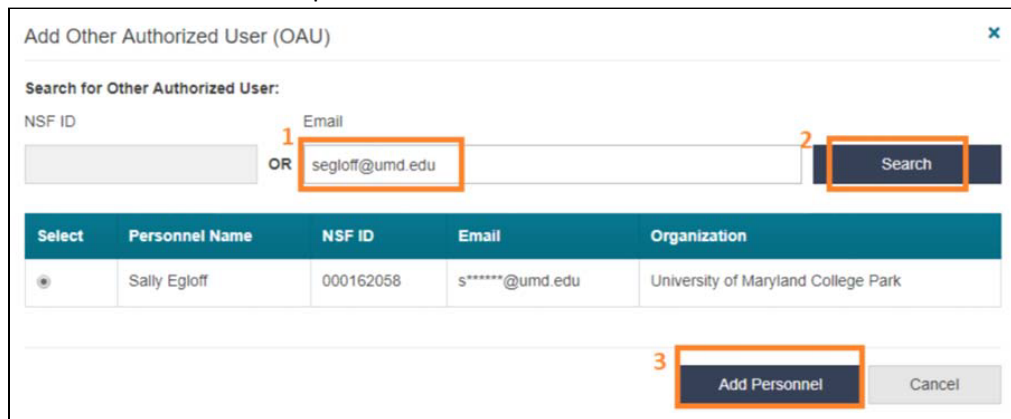 Add Other Authorized User (OAU) ×
Search for Other Authorized User:
NSF ID Email
1 2
OR segloff@umd.edu Search
Select Personnel Name NSF ID Email Organization
Sally Egloff 000162058 s******@umd.edu University of Maryland College Park
3
Add Personnel Cancel